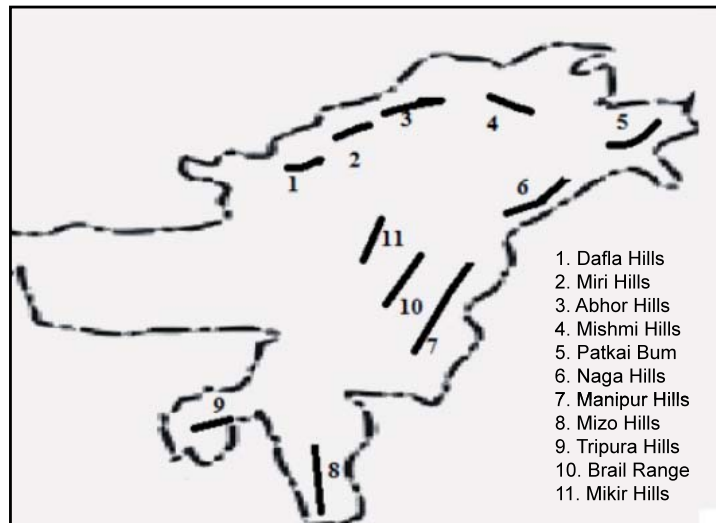 3
4
5
2
1
6
11
10
7
9
8
1. Dafla Hills
2. Miri Hills
3. Abhor Hills
4. Mishmi Hills
5. Patkai Bum
6. Naga Hills
7. Manipur Hills
8. Mizo Hills
9. Tripura Hills
10. Brail Range
11. Mikir Hills